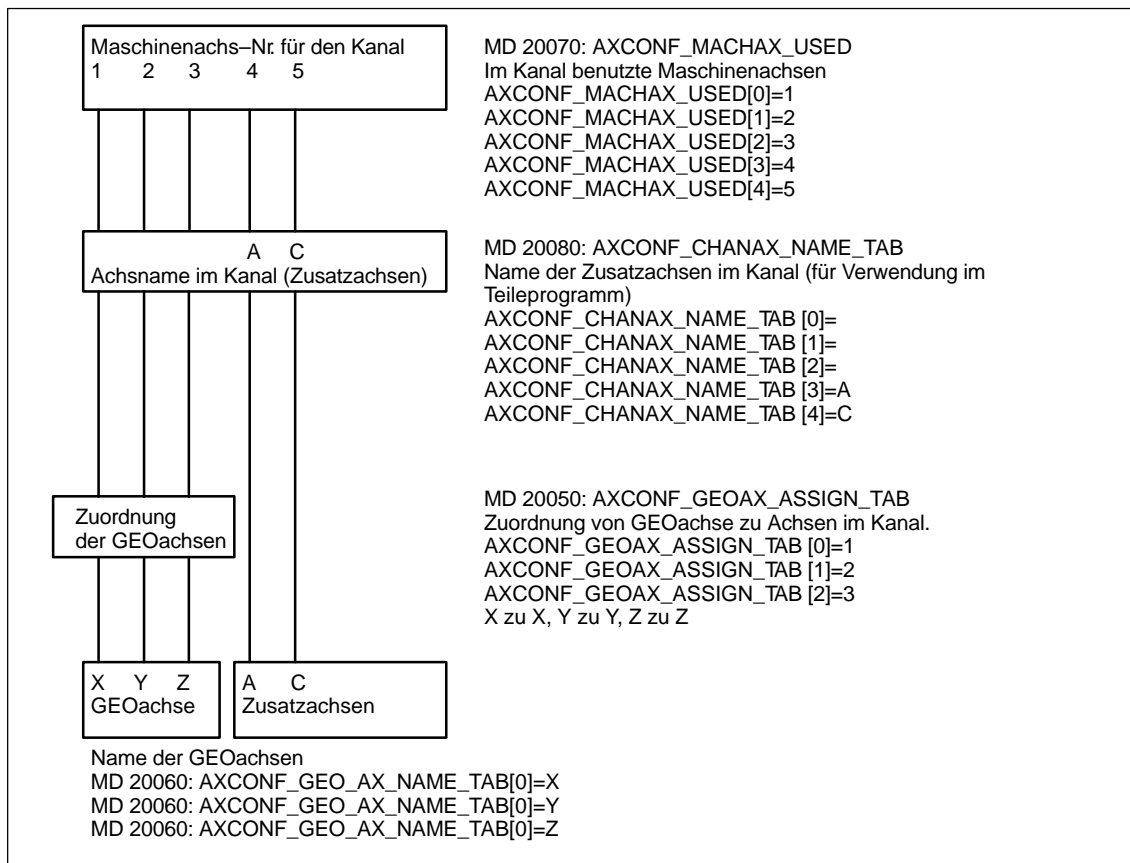 Maschinenachs–Nr. für den Kanal
1 2 3 4 5
MD 20070: AXCONF_MACHAX_USED
Im Kanal benutzte Maschinenachsen
AXCONF_MACHAX_USED[0]=1
AXCONF_MACHAX_USED[1]=2
AXCONF_MACHAX_USED[2]=3
AXCONF_MACHAX_USED[3]=4
AXCONF_MACHAX_USED[4]=5
A C
Achsname im Kanal (Zusatzachsen)
MD 20080: AXCONF_CHANAX_NAME_TAB
Name der Zusatzachsen im Kanal (für Verwendung im
Teileprogramm)
AXCONF_CHANAX_NAME_TAB [0]=
AXCONF_CHANAX_NAME_TAB [1]=
AXCONF_CHANAX_NAME_TAB [2]=
AXCONF_CHANAX_NAME_TAB [3]=A
AXCONF_CHANAX_NAME_TAB [4]=C
Zuordnung
der GEOachsen
MD 20050: AXCONF_GEOAX_ASSIGN_TAB
Zuordnung von GEOachse zu Achsen im Kanal.
AXCONF_GEOAX_ASSIGN_TAB [0]=1
AXCONF_GEOAX_ASSIGN_TAB [1]=2
AXCONF_GEOAX_ASSIGN_TAB [2]=3
X zu X, Y zu Y, Z zu Z
X Y Z
GEOachse
A C
Zusatzachsen
Name der GEOachsen
MD 20060: AXCONF_GEO_AX_NAME_TAB[0]=X
MD 20060: AXCONF_GEO_AX_NAME_TAB[0]=Y
MD 20060: AXCONF_GEO_AX_NAME_TAB[0]=Z